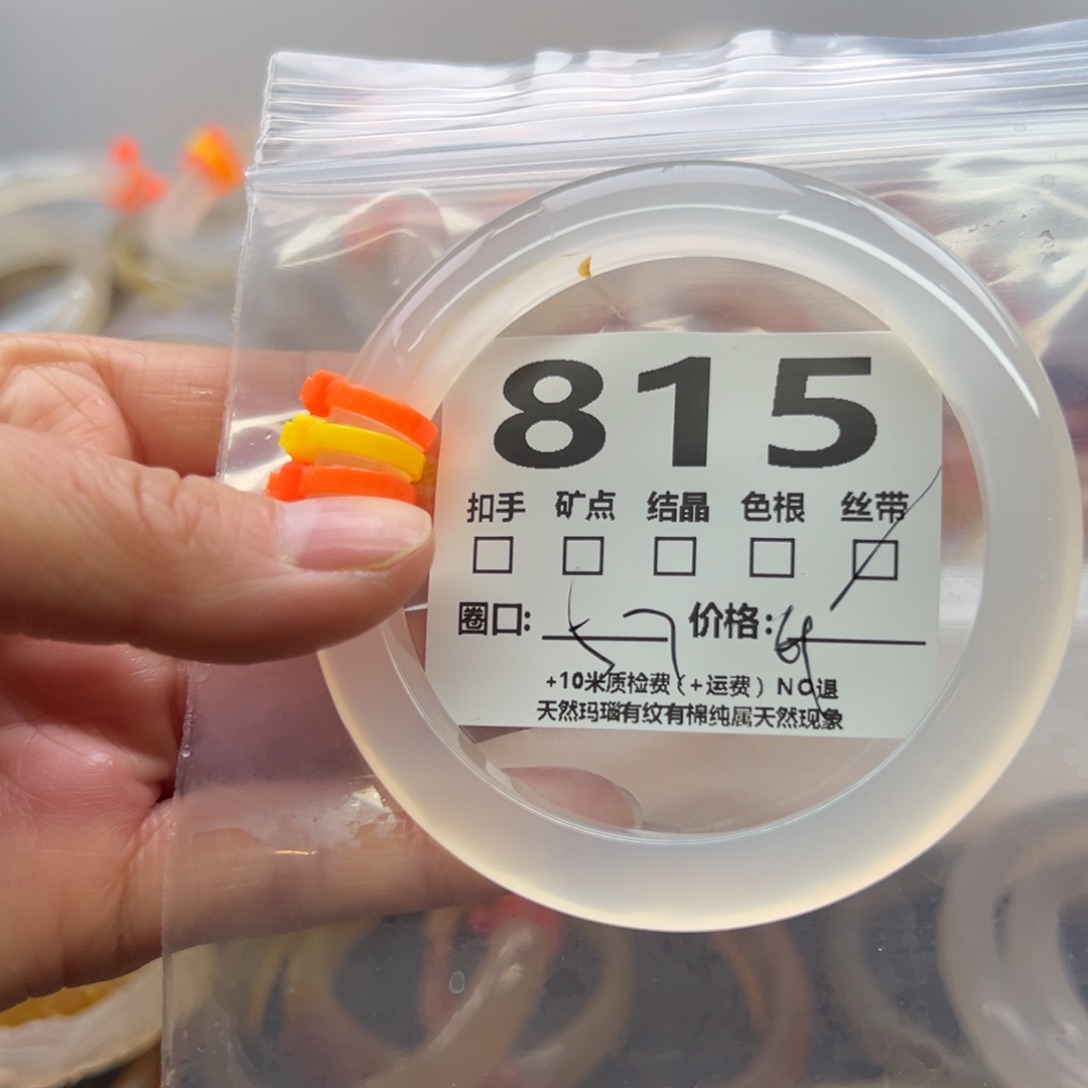 815
扣手 矿点 结晶 色根 丝带
圈口: 57 价格: 69
+10米质检费（+运费）NO退
天然玛瑙有纹有棉纯属天然现象